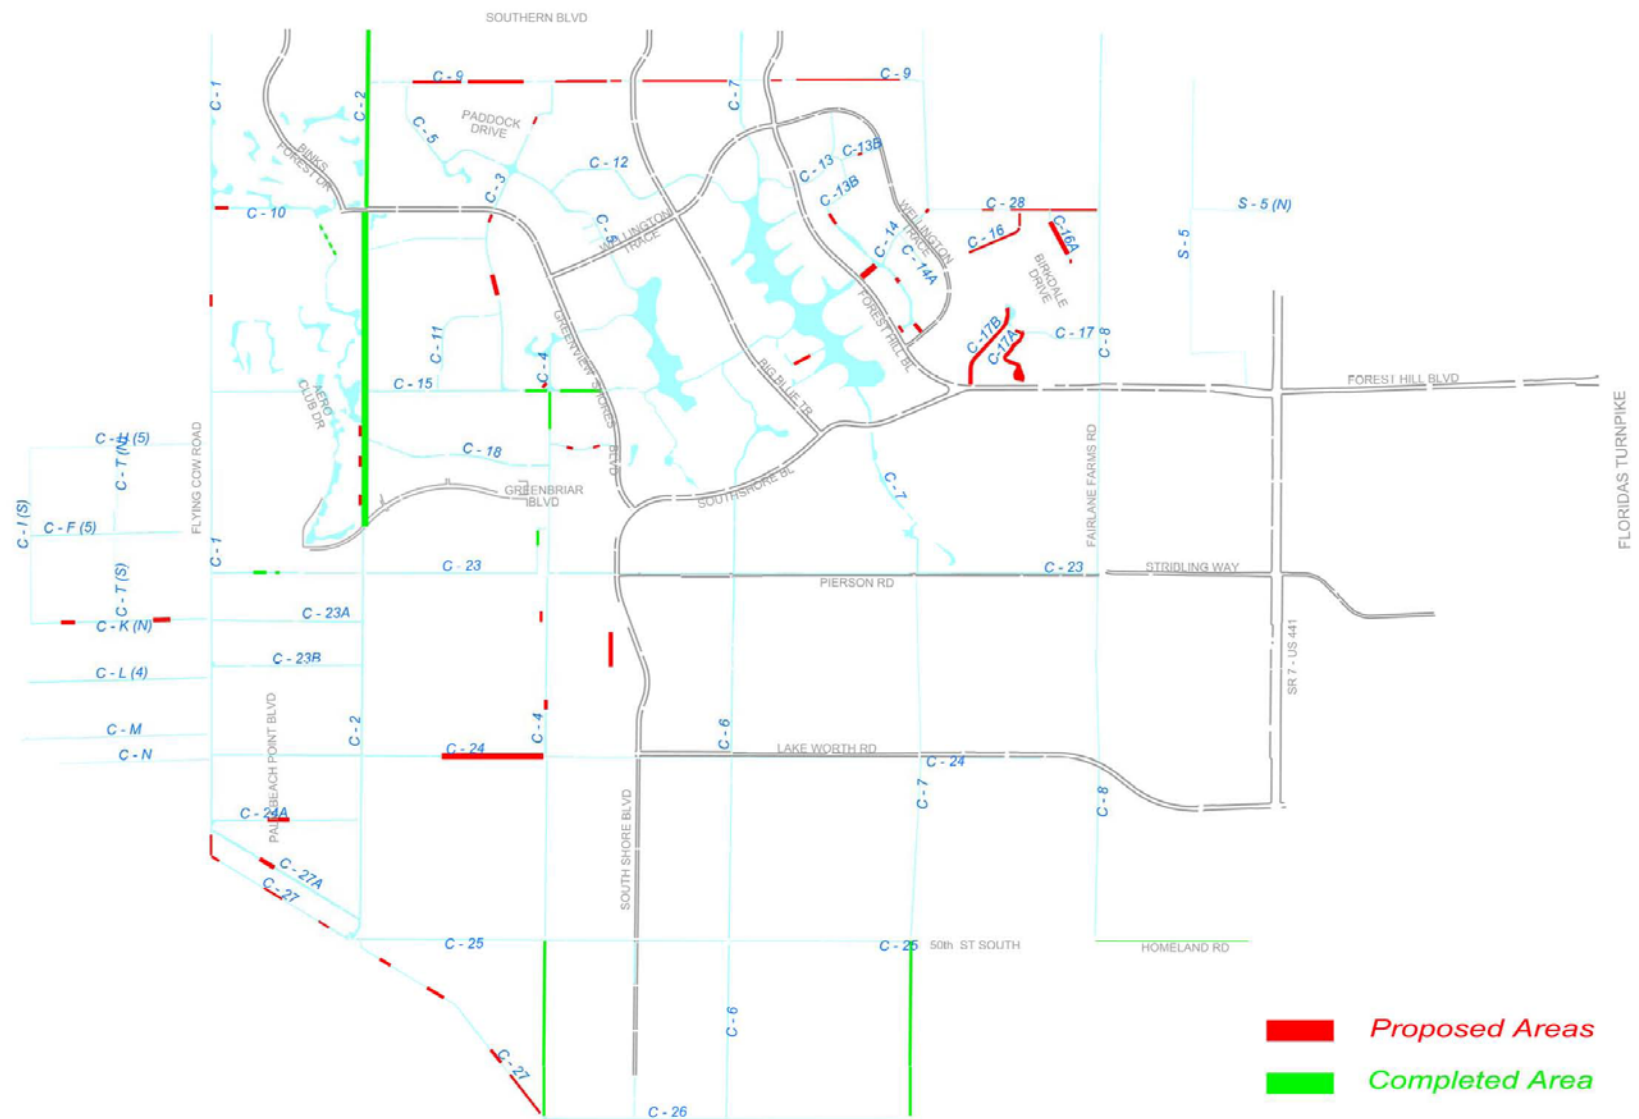 SOUTHERN BLVD
C - 9
C - 9
C - 1
C - 2
C - 7
PADDOCK
DRIVE
C - 5
BINKS
FOREST DR
C - 12
C - 13
C-13B
C - 3
C - 13B
C - 10
C - 5
WELLINGTON
TRACE
WELLINGTON
TRACE
C - 28
S - 5 (N)
C - 14
C - 14A
C - 16
C-16A
S - 5
BIRKDALE
DRIVE
FOREST HILL BL
GREENVIEW SHORES BLVD
C - 11
C - 4
C-17B
C-17A
C - 17
C - 8
BIG BLUE TR
C - 15
FOREST HILL BLVD
AERO
CLUB DR
FLORIDAS TURNPIKE
C - H (5)
C - T (N)
FLYING COW ROAD
C - 18
GREENBRIAR
BLVD
SOUTHSHORE BL
C - 7
FAIRLANE FARMS RD
C - I (S)
C - F (5)
C - 1
C - 23
C - 23
STRIBLING WAY
PIERSON RD
C - T (S)
C - 23A
C - K (N)
C - 23B
SR 7 - US 441
C - L (4)
PALM BEACH POINT BLVD
C - 2
C - 4
C - 6
C - M
C - N
C - 24
LAKE WORTH RD
C - 24
C - 7
C - 8
C - 24A
SOUTH SHORE BLVD
C - 27A
C - 27
C - 25
C - 25
50th ST SOUTH
HOMELAND RD
C - 6
Proposed Areas
C - 27
Completed Area
C - 26